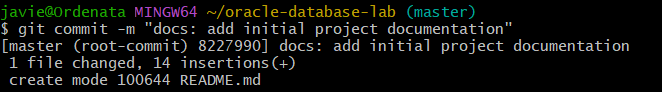 javie@Ordenata MINGW64 ~/oracle-database-lab (master)
$ git commit -m "docs: add initial project documentation"
[master (root-commit) 8227990] docs: add initial project documentation
 1 file changed, 14 insertions(+)
 create mode 100644 README.md